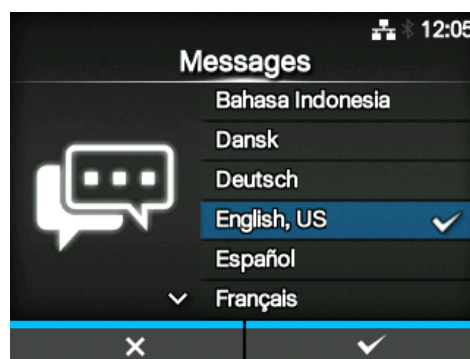 12:05
Messages
Bahasa Indonesia
Dansk
Deutsch
English, US
Español
Français